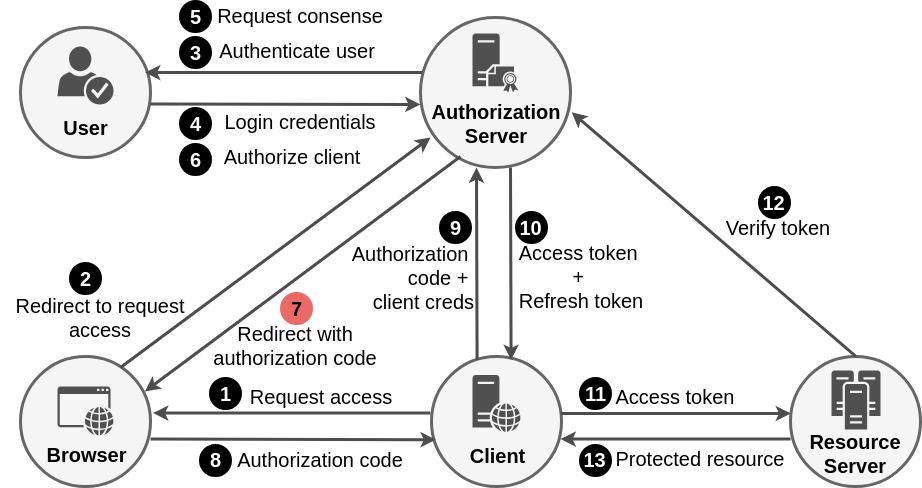 5 Request consense
3 Authenticate user
User
Authorization
Server
4 Login credentials
6 Authorize client
12
Verify token
9
Authorization
code +
client creds
10
Access token
+
Refresh token
2
Redirect to request
access
7
Redirect with
authorization code
1 Request access
8 Authorization code
Browser
Client
11 Access token
13 Protected resource
Resource
Server